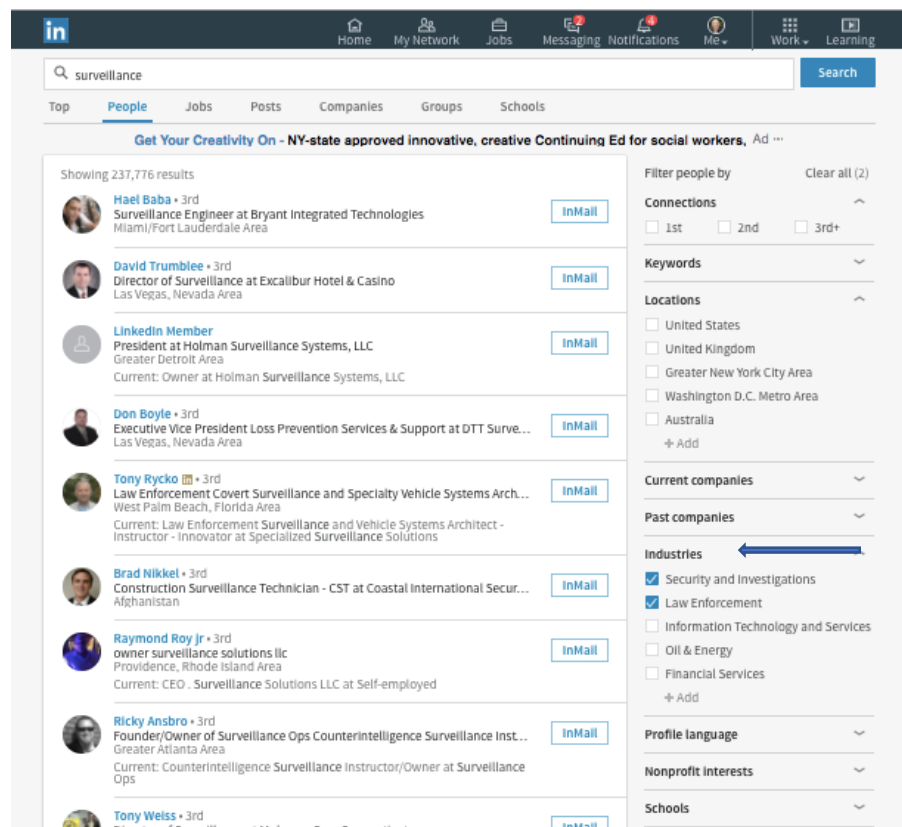 in
2
4
Home My Network Jobs Messaging Notifications Me Work Learning
surveillance
Search
Top People Jobs Posts Companies Groups Schools
Get Your Creativity On - NY-state approved innovative, creative Continuing Ed for social workers, Ad ···
Showing 237,776 results
Hael Baba • 3rd
Surveillance Engineer at Bryant Integrated Technologies
Miami/Fort Lauderdale Area
InMail
David Trumblee • 3rd
Director of Surveillance at Excalibur Hotel & Casino
Las Vegas, Nevada Area
InMail
LinkedIn Member
President at Holman Surveillance Systems, LLC
Greater Detroit Area
Current: Owner at Holman Surveillance Systems, LLC
InMail
Don Boyle • 3rd
Executive Vice President Loss Prevention Services & Support at DTT Surve...
Las Vegas, Nevada Area
InMail
Tony Rycko in • 3rd
Law Enforcement Covert Surveillance and Specialty Vehicle Systems Arch...
West Palm Beach, Florida Area
Current: Law Enforcement Surveillance and Vehicle Systems Architect -
Instructor - Innovator at Specialized Surveillance Solutions
InMail
Brad Nikkel • 3rd
Construction Surveillance Technician - CST at Coastal International Secur...
Afghanistan
InMail
Raymond Roy jr • 3rd
owner surveillance solutions llc
Providence, Rhode Island Area
Current: CEO . Surveillance Solutions LLC at Self-employed
InMail
Ricky Ansbro • 3rd
Founder/Owner of Surveillance Ops Counterintelligence Surveillance Inst...
Greater Atlanta Area
Current: Counterintelligence Surveillance Instructor/Owner at Surveillance
Ops
InMail
Tony Weiss • 3rd
InMail
Filter people by Clear all (2)
Connections
1st 2nd 3rd+
Keywords
Locations
United States
United Kingdom
Greater New York City Area
Washington D.C. Metro Area
Australia
+ Add
Current companies
Past companies
Industries
Security and Investigations
Law Enforcement
Information Technology and Services
Oil & Energy
Financial Services
+ Add
Profile language
Nonprofit interests
Schools